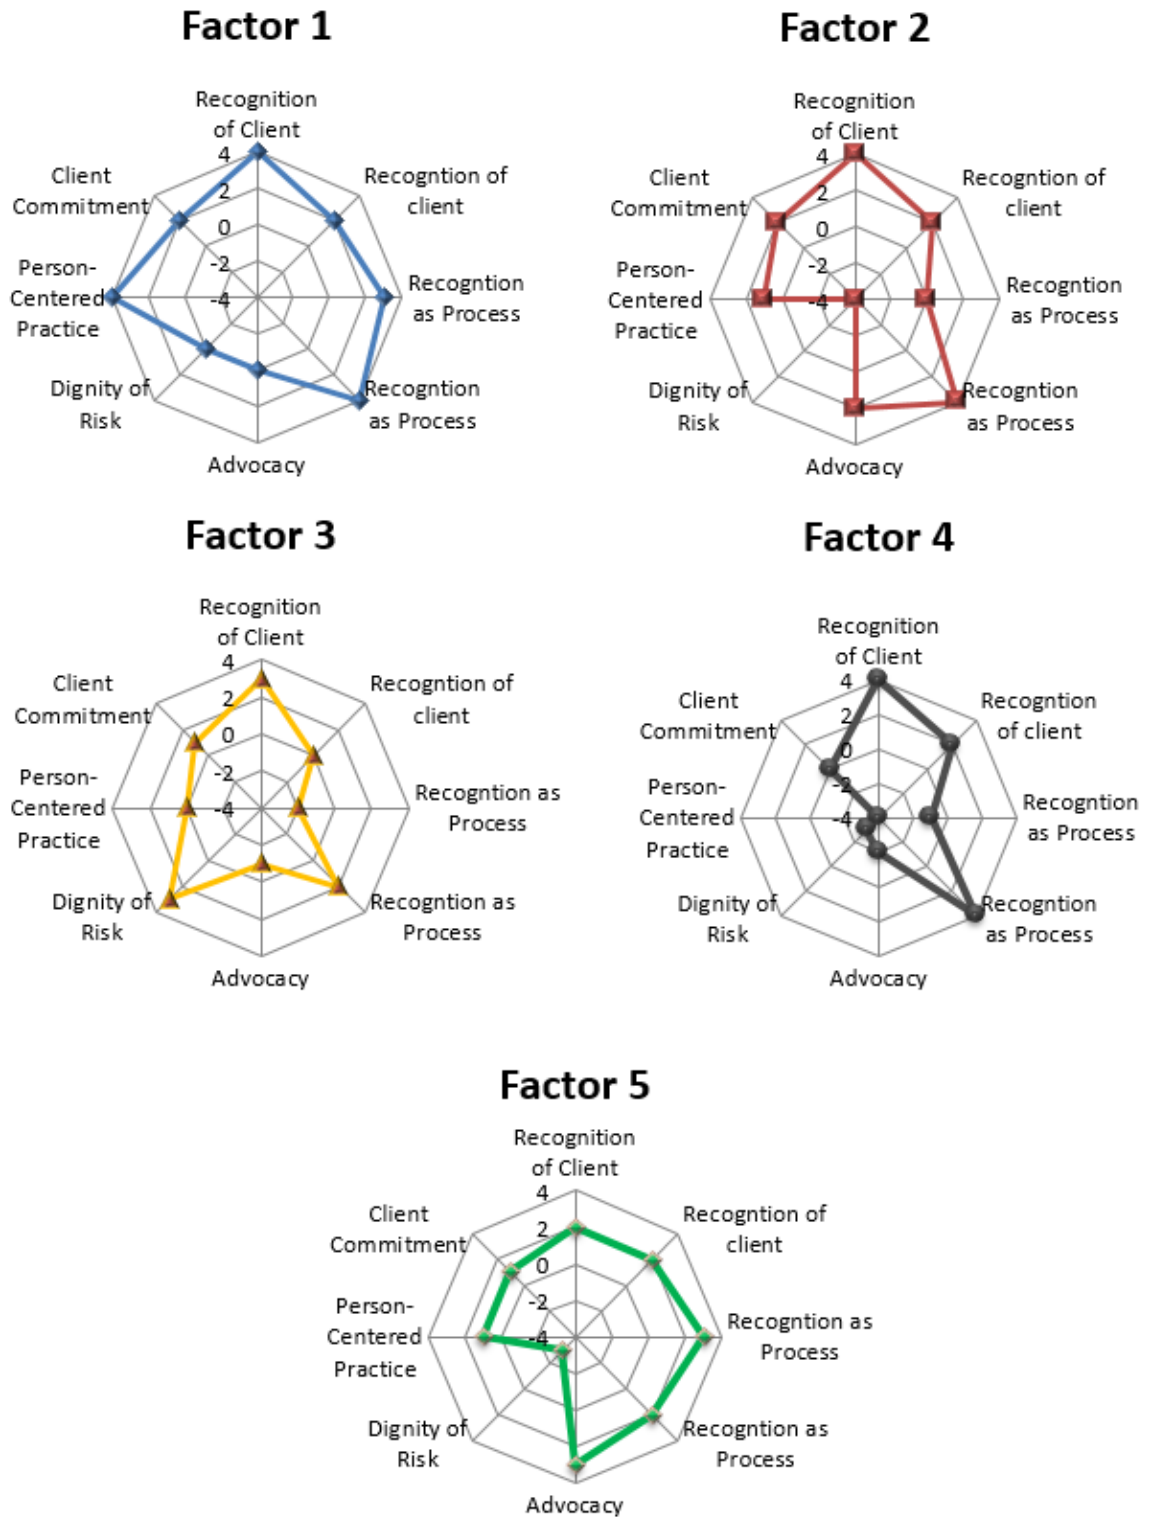 Factor 1
Recognition
of Client
4
2
0
-2
-4
Recogntion of
client
Recogntion
as Process
Recogntion
as Process
Advocacy
Dignity of
Risk
Person-
Centered
Practice
Client
Commitment
Factor 2
Recognition
of Client
4
2
0
-2
-4
Recogntion of
client
Recogntion
as Process
Recogntion
as Process
Advocacy
Dignity of
Risk
Person-
Centered
Practice
Client
Commitment
Factor 3
Recognition
of Client
4
2
0
-2
-4
Recogntion of
client
Recogntion as
Process
Recogntion as
Process
Advocacy
Dignity of
Risk
Person-
Centered
Practice
Client
Commitment
Factor 4
Recognition
of Client
4
2
0
-2
-4
Recogntion
of client
Recogntion
as Process
Recogntion
as Process
Advocacy
Dignity of
Risk
Person-
Centered
Practice
Client
Commitment
Factor 5
Recognition
of Client
4
2
0
-2
-4
Recogntion of
client
Recogntion as
Process
Recogntion as
Process
Advocacy
Dignity of
Risk
Person-
Centered
Practice
Client
Commitment